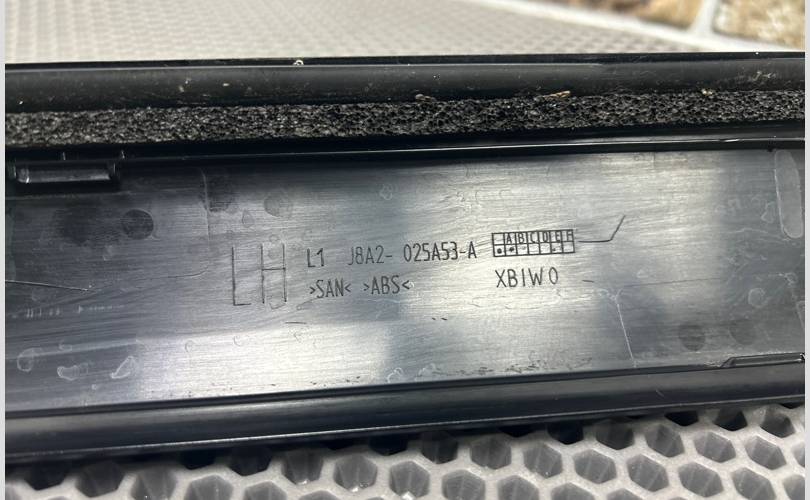 LH L1 J8A2- 025A53-A ABCDEF
>SAN< >ABS< XBIW0